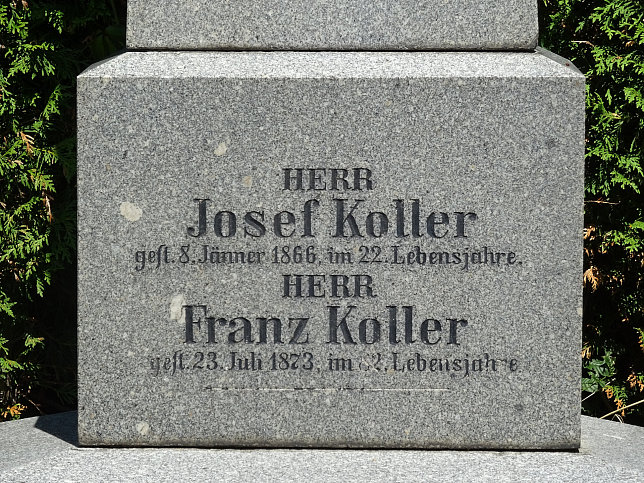 HERR
Josef Koller
gest. 8. Jänner 1866, im 22. Lebensjahre.
HERR
Franz Koller
gest. 23. Juli 1873, im Lebensjahre